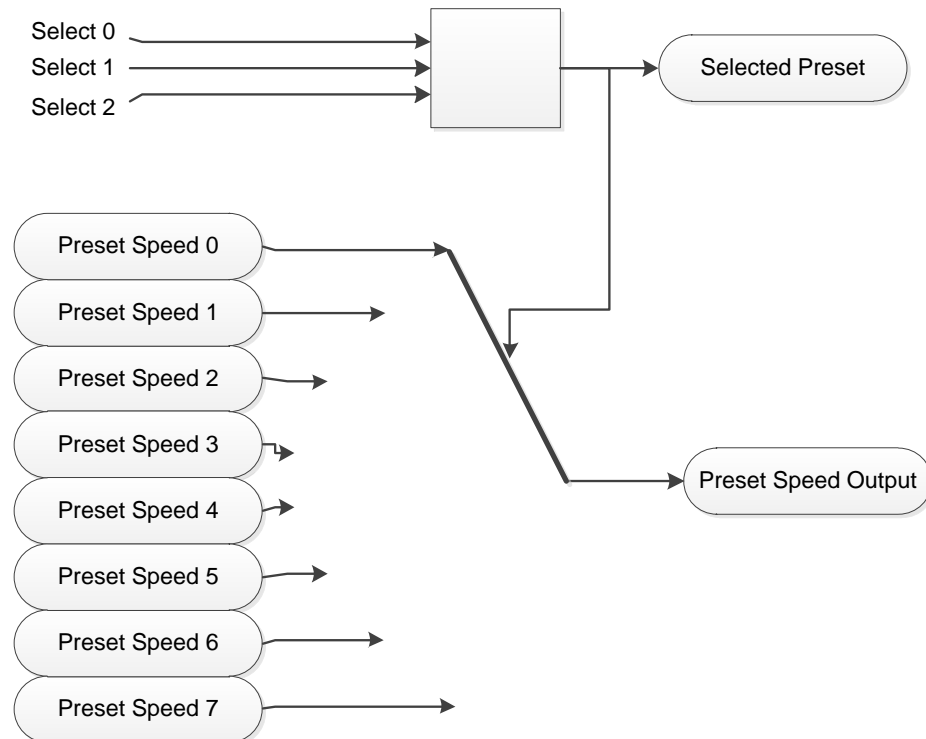 Select 0
Select 1
Select 2
Selected Preset
Preset Speed 0
Preset Speed 1
Preset Speed 2
Preset Speed 3
Preset Speed 4
Preset Speed 5
Preset Speed 6
Preset Speed 7
Preset Speed Output